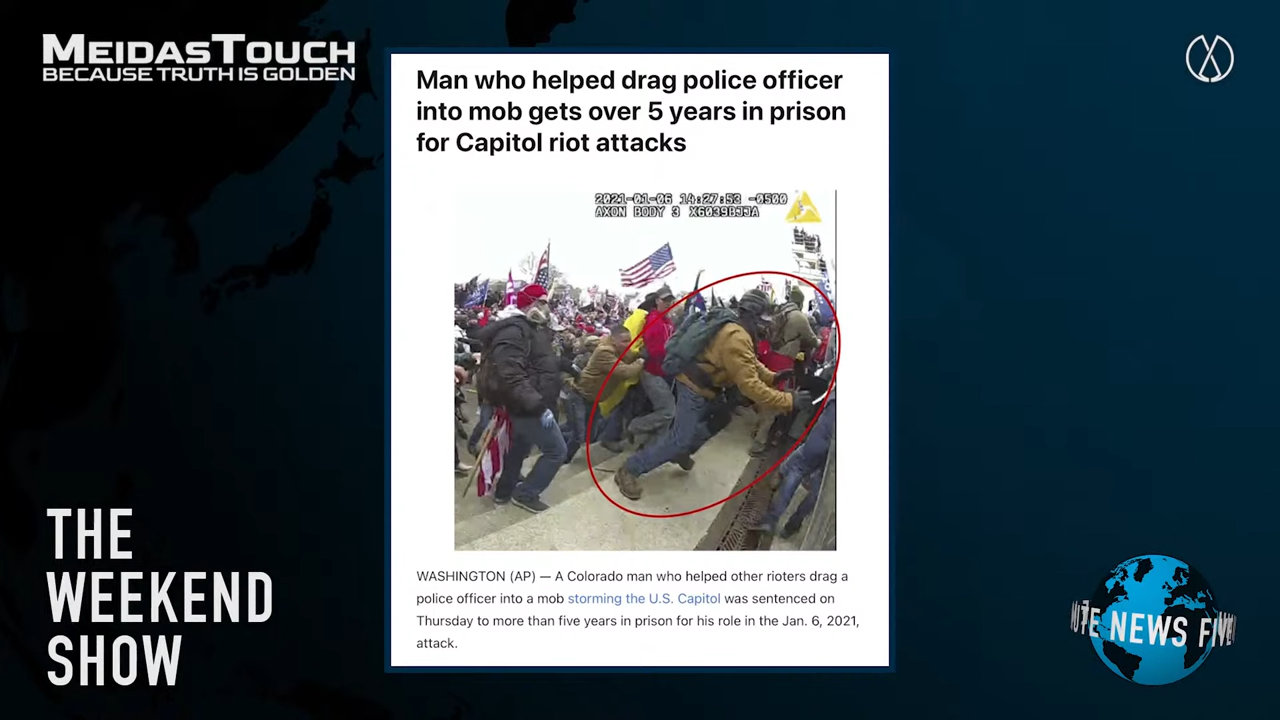 MEIDASTOUCH
BECAUSE TRUTH IS GOLDEN
Man who helped drag police officer
into mob gets over 5 years in prison
for Capitol riot attacks
2021-01-06 14:27:53 -0500
AXON BODY 3 X6039BJJA
WASHINGTON (AP) — A Colorado man who helped other rioters drag a
police officer into a mob storming the U.S. Capitol was sentenced on
Thursday to more than five years in prison for his role in the Jan. 6, 2021,
attack.
THE
WEEKEND
SHOW
NEWS